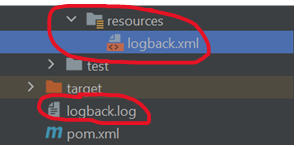 resources
logback.xml
test
target
logback.log
m pom.xml